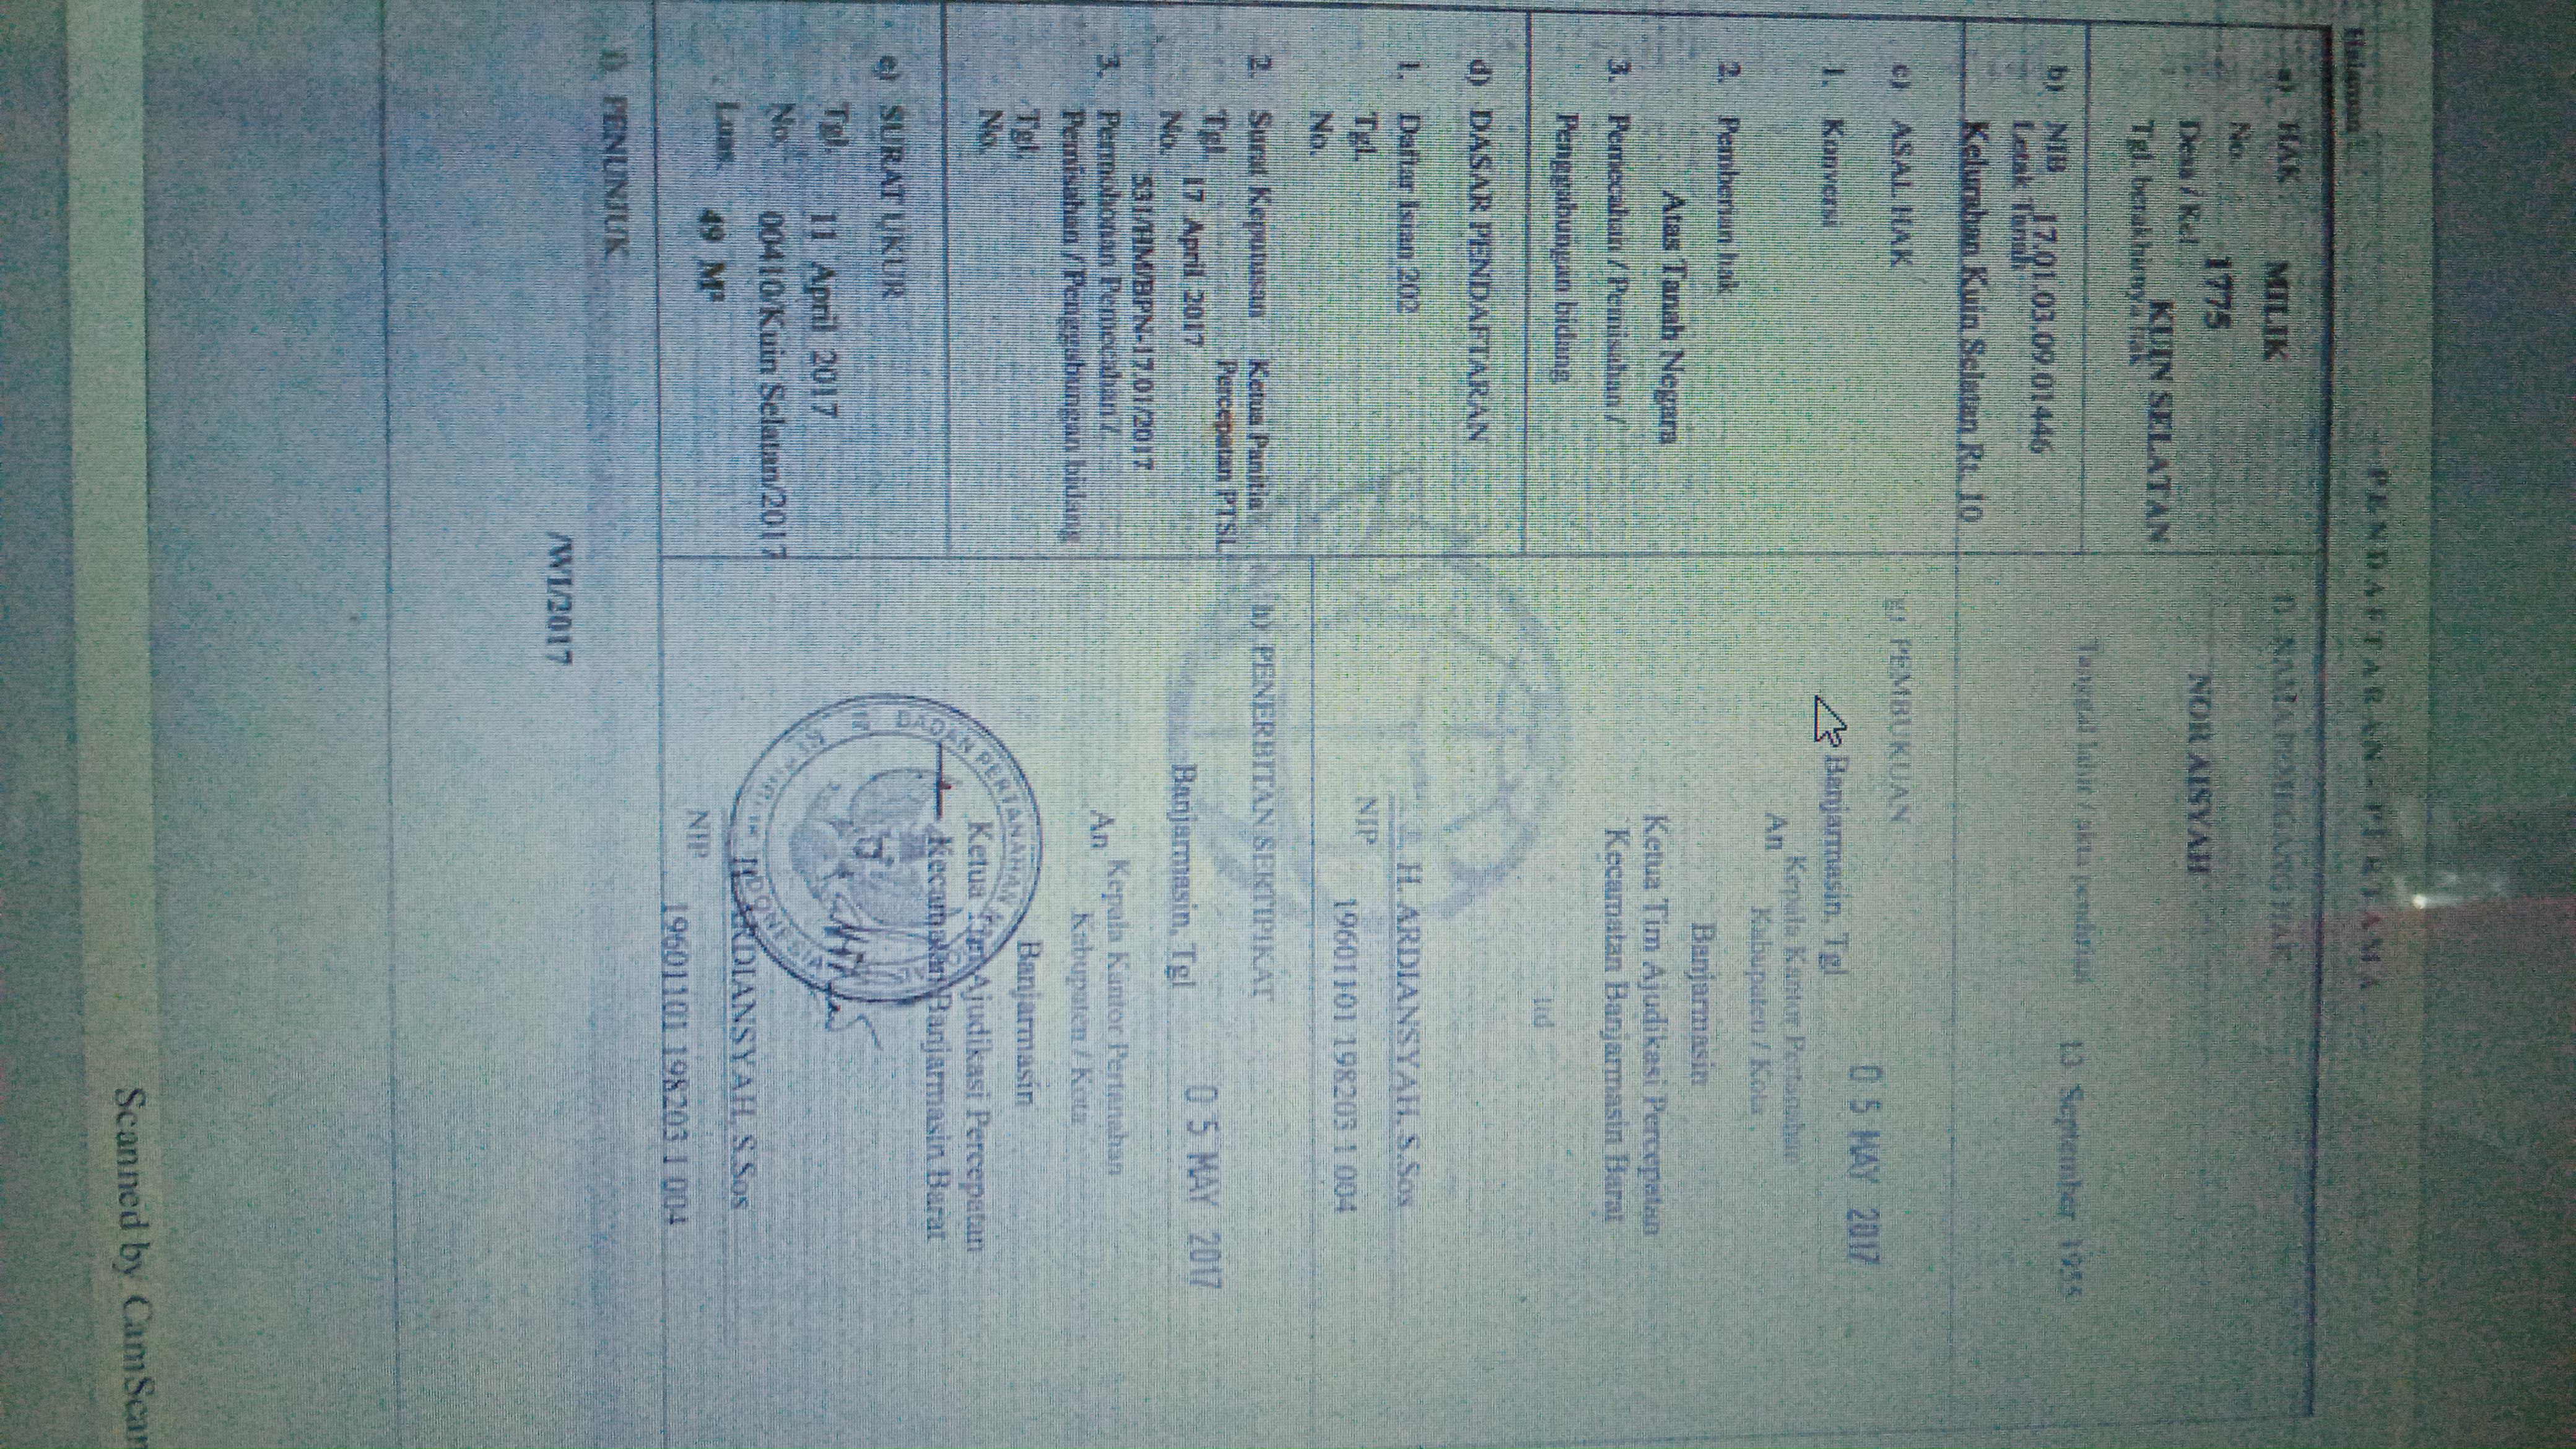 Halaman
- PENDAFTARAN - PERTAMA -
a) HAK MILIK
No. 1775
Desa / Kel KUIN SELATAN
Tgl. berakhirnya hak
b) NIB 17.01.03.09.01446
Letak Tanah
Kelurahan Kuin Selatan Rt. 10
c) ASAL HAK
1. Konversi
2. Pemberian hak
Atas Tanah Negara
3. Pemecahan / Pemisahan /
Penggabungan bidang
d) DASAR PENDAFTARAN
1. Daftar Isian 202
Tgl.
No.
2. Surat Keputusan Ketua Panitia
Percepatan PTSL
Tgl. 17 April 2017
No. 551/HM/BPN-17.01/2017
3. Permohonan Pemecahan /
Pemisahan / Penggabungan bidang
Tgl.
No.
e) SURAT UKUR
Tgl. 11 April 2017
No. 00410/Kuin Selatan/2017
Luas 49 M²
f) NAMA PEMEGANG HAK
NOR AISYAH
Tanggal lahir / akta pendirian 13 September 1955
g) PEMBUKUAN
Banjarmasin, Tgl 05 MAY 2017
An Kepala Kantor Pertanahan
Kabupaten / Kota
Banjarmasin
Ketua Tim Ajudikasi Percepatan
Kecamatan Banjarmasin Barat
ttd
H. ARDIANSYAH, S.Sos
NIP 19601101 198203 1 004
h) PENERBITAN SERTIPIKAT
Banjarmasin, Tgl 05 MAY 2017
An Kepala Kantor Pertanahan
Kabupaten / Kota
Banjarmasin
Ketua Tim Ajudikasi Percepatan
Kecamatan Banjarmasin Barat
BADAN PERTANAHAN
INDONESIA
H. ARDIANSYAH, S.Sos
NIP 19601101 198203 1 004
i) PENUNJUK
/WI/2017
Scanned by CamScan